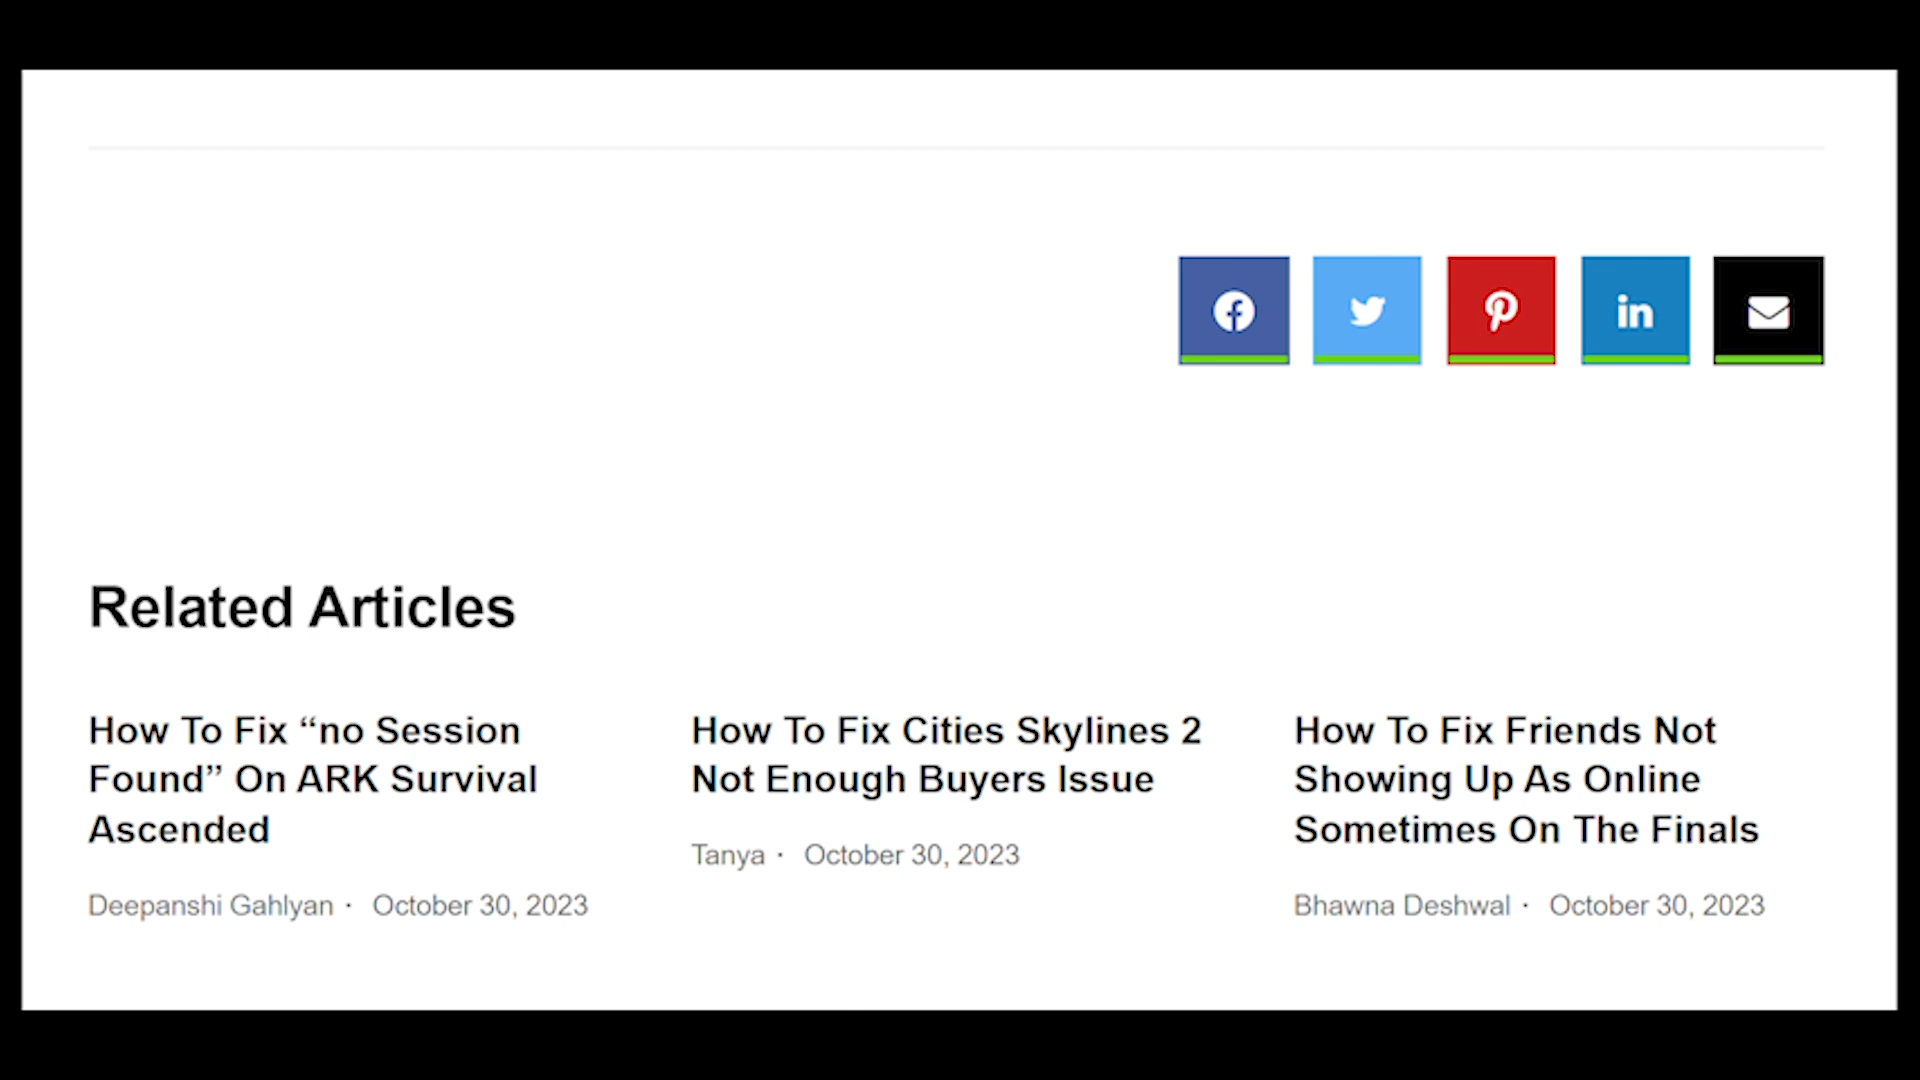 Related Articles
How To Fix “no Session
Found” On ARK Survival
Ascended
Deepanshi Gahlyan · October 30, 2023
How To Fix Cities Skylines 2
Not Enough Buyers Issue
Tanya · October 30, 2023
How To Fix Friends Not
Showing Up As Online
Sometimes On The Finals
Bhawna Deshwal · October 30, 2023